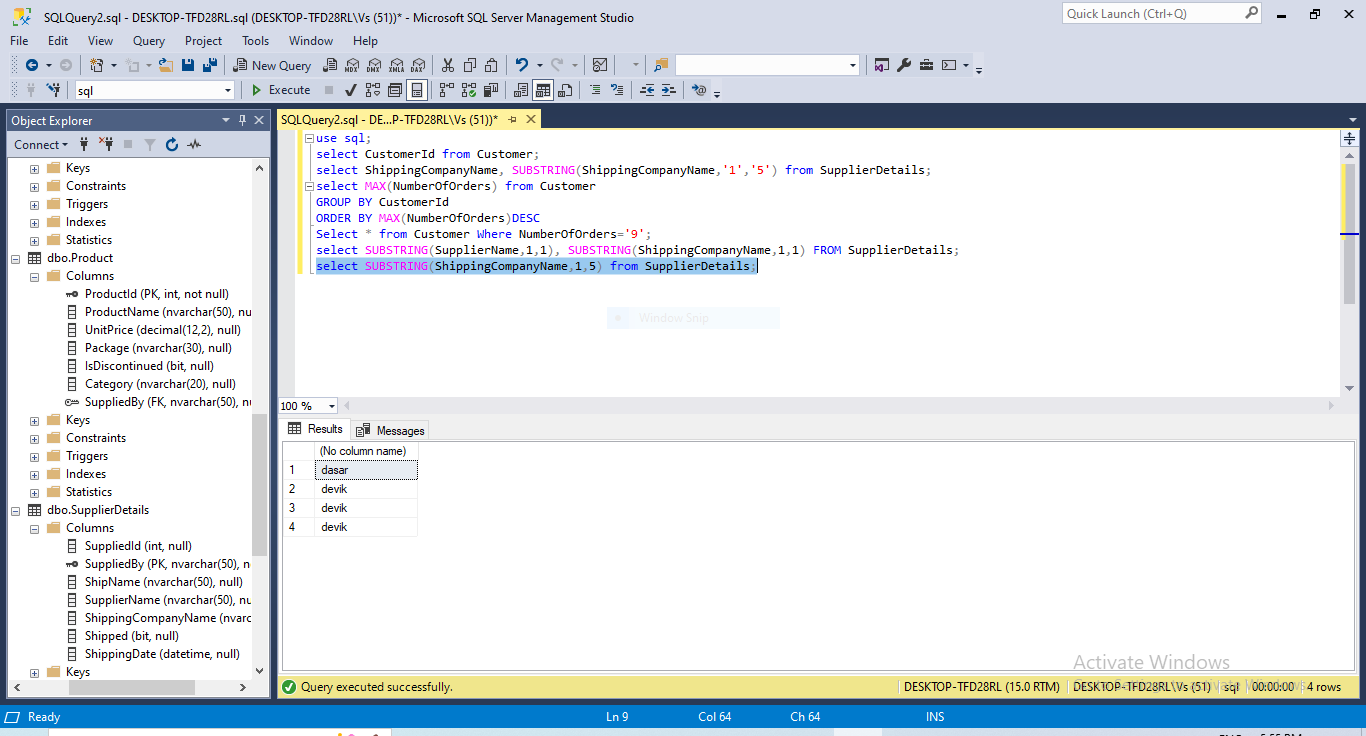 SQLQuery2.sql - DESKTOP-TFD28RL.sql (DESKTOP-TFD28RL\Vs (51))* - Microsoft SQL Server Management Studio
Quick Launch (Ctrl+Q)
File Edit View Query Project Tools Window Help
New Query MDX DMX XMLA DAX
sql Execute
Object Explorer
SQLQuery2.sql - DE...P-TFD28RL\Vs (51))*
Connect
Keys
Constraints
Triggers
Indexes
Statistics
dbo.Product
Columns
ProductId (PK, int, not null)
ProductName (nvarchar(50), nu
UnitPrice (decimal(12,2), null)
Package (nvarchar(30), null)
IsDiscontinued (bit, null)
Category (nvarchar(20), null)
SuppliedBy (FK, nvarchar(50), n
Keys
Constraints
Triggers
Indexes
Statistics
dbo.SupplierDetails
Columns
SuppliedId (int, null)
SuppliedBy (PK, nvarchar(50), n
ShipName (nvarchar(50), null)
SupplierName (nvarchar(50), nu
ShippingCompanyName (nvarc
Shipped (bit, null)
ShippingDate (datetime, null)
Keys
use sql;
select CustomerId from Customer;
select ShippingCompanyName, SUBSTRING(ShippingCompanyName,'1','5') from SupplierDetails;
select MAX(NumberOfOrders) from Customer
GROUP BY CustomerId
ORDER BY MAX(NumberOfOrders)DESC
Select * from Customer Where NumberOfOrders='9';
select SUBSTRING(SupplierName,1,1), SUBSTRING(ShippingCompanyName,1,1) FROM SupplierDetails;
select SUBSTRING(ShippingCompanyName,1,5) from SupplierDetails;
Window Snip
100 %
Results Messages
(No column name)
1 dasar
2 devik
3 devik
4 devik
Activate Windows
Query executed successfully.
DESKTOP-TFD28RL (15.0 RTM) DESKTOP-TFD28RL\Vs (51) sql 00:00:00 4 rows
Ready Ln 9 Col 64 Ch 64 INS